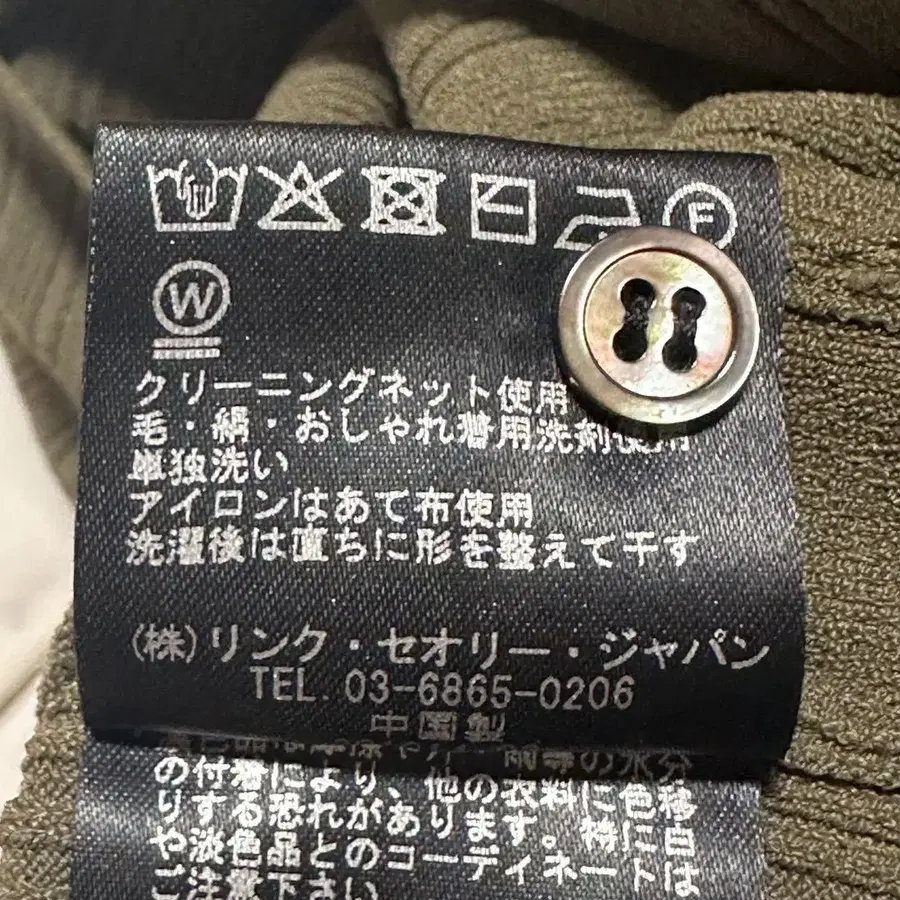 F
W
クリーニングネット使用
毛・絹・おしゃれ着用洗剤使用
単独洗い
アイロンはあて布使用
洗濯後は直ちに形を整えて干す
(株)リンク・セオリー・ジャパン
TEL. 03-6865-0206
中国製
の水分
の付着により、他の衣料に色移
りする恐れがあります。特に白
や淡色品とのコーディネートは
ご注意下さい